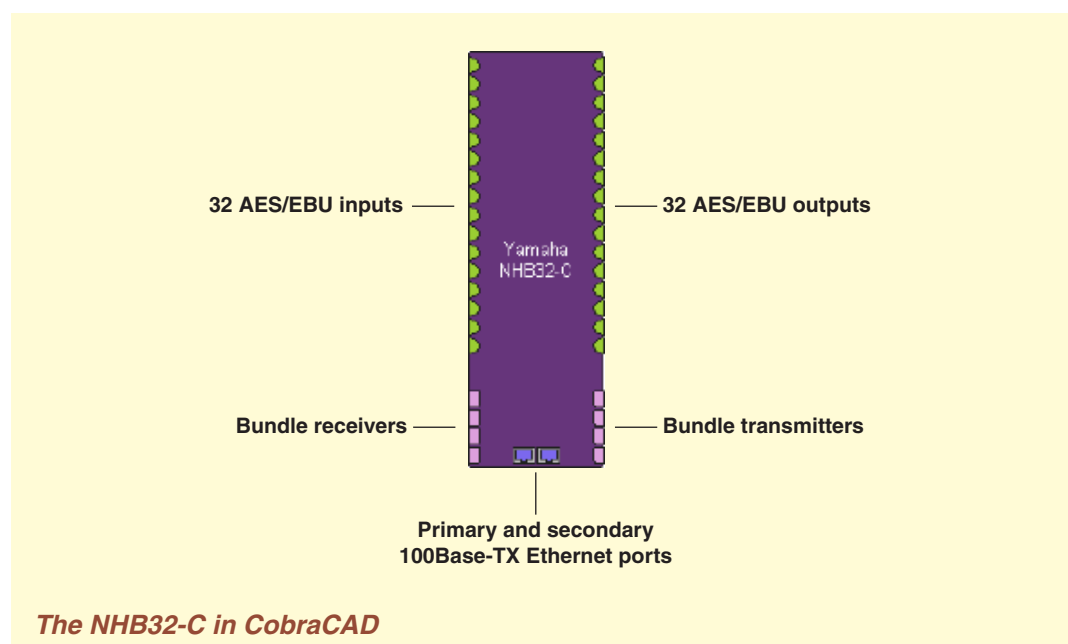 32 AES/EBU inputs
32 AES/EBU outputs
Yamaha
NHB32-C
Bundle receivers
Bundle transmitters
Primary and secondary
100Base-TX Ethernet ports
The NHB32-C in CobraCAD